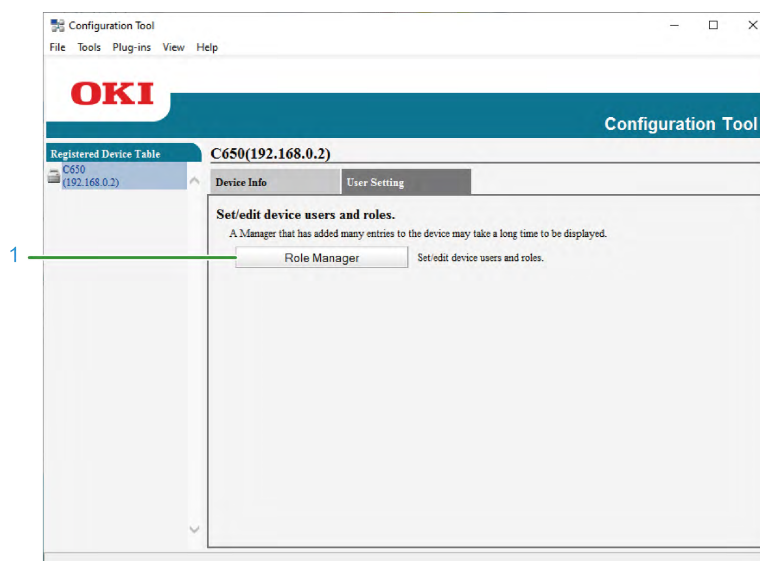 Configuration Tool
File Tools Plug-ins View Help
OKI
Configuration Tool
Registered Device Table
C650
(192.168.0.2)
C650(192.168.0.2)
Device Info User Setting
Set/edit device users and roles.
A Manager that has added many entries to the device may take a long time to be displayed.
1
Role Manager Set/edit device users and roles.